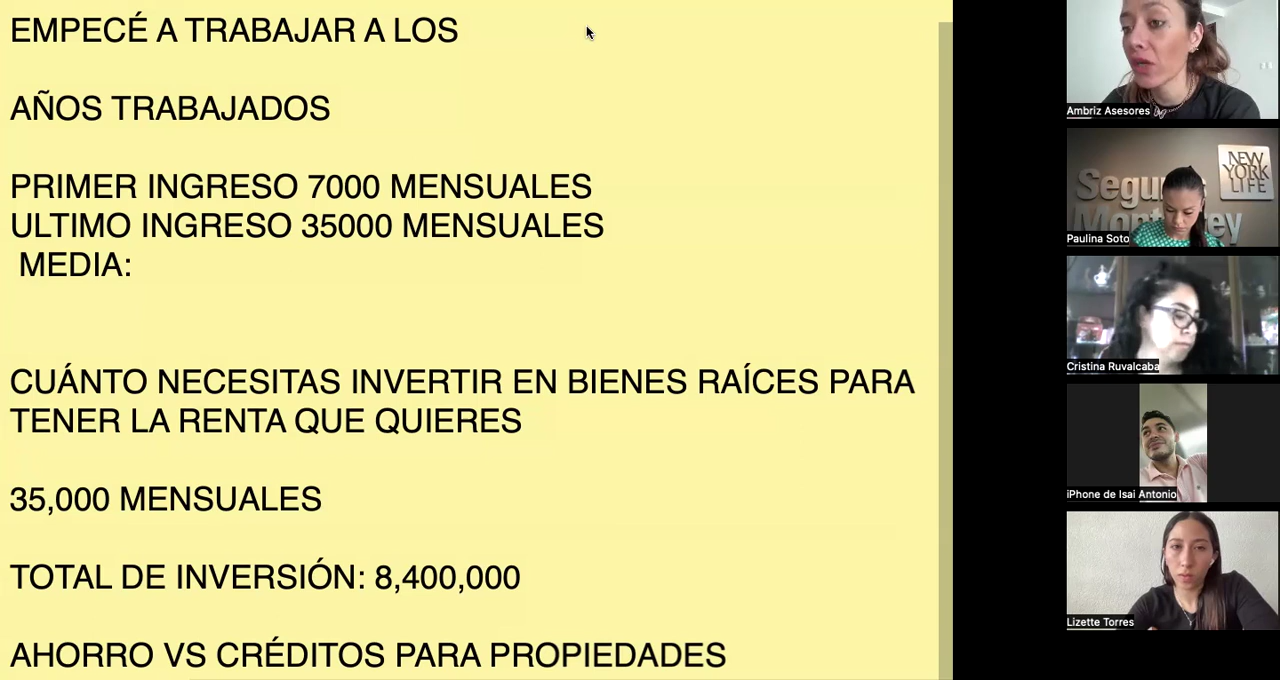 EMPECÉ A TRABAJAR A LOS
AÑOS TRABAJADOS
PRIMER INGRESO 7000 MENSUALES
ULTIMO INGRESO 35000 MENSUALES
MEDIA:
CUÁNTO NECESITAS INVERTIR EN BIENES RAÍCES PARA
TENER LA RENTA QUE QUIERES
35,000 MENSUALES
TOTAL DE INVERSIÓN: 8,400,000
AHORRO VS CRÉDITOS PARA PROPIEDADES
Ambriz Asesores
NEW
YORK
LIFE
Paulina Soto
Cristina Ruvalcaba
iPhone de Isai Antonio
Lizette Torres